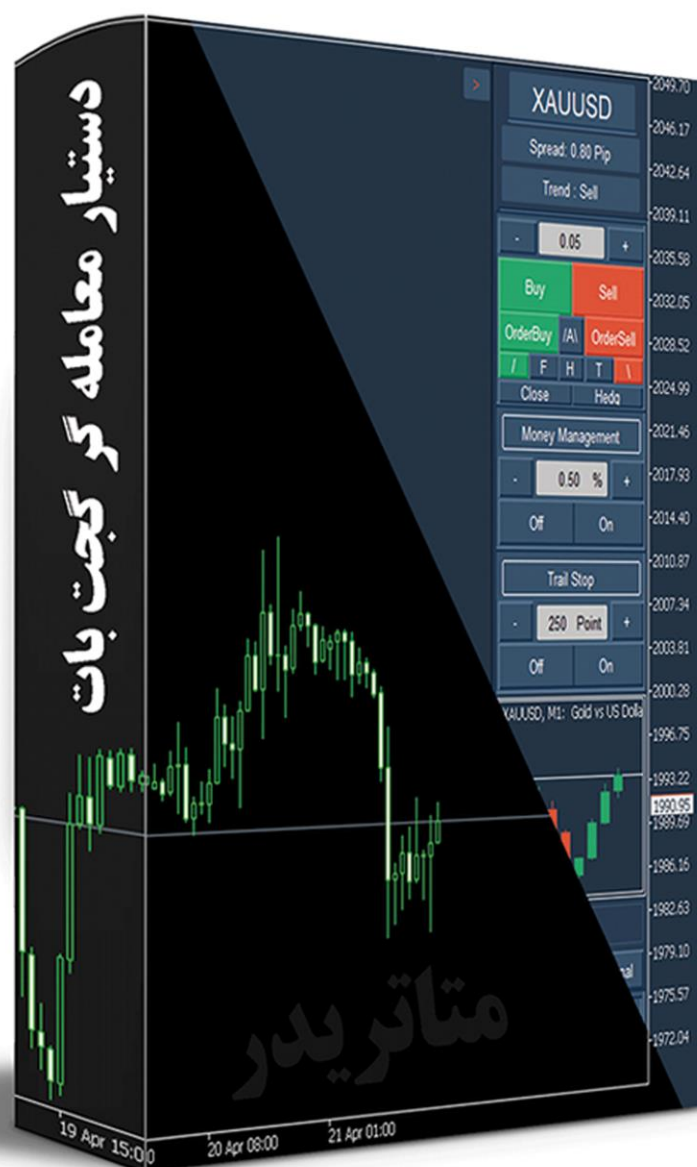 دستیار معامله گر گجت بات
>
XAUUSD
Spread: 0.80 Pip
Trend : Sell
- 0.05 +
Buy Sell
OrderBuy /A\ OrderSell
/ F H T \
Close Hedg
Money Management
- 0.50 % +
Off On
Trail Stop
- 250 Point +
Off On
XAUUSD, M1: Gold vs US Dolla
nal
2049.70
2046.17
2042.64
2039.11
2035.58
2032.05
2028.52
2024.99
2021.46
2017.93
2014.40
2010.87
2007.34
2003.81
2000.28
1996.75
1993.22
1990.95
1989.69
1986.16
1982.63
1979.10
1975.57
1972.04
متاتریدر
19 Apr 15:00 20 Apr 08:00 21 Apr 01:00